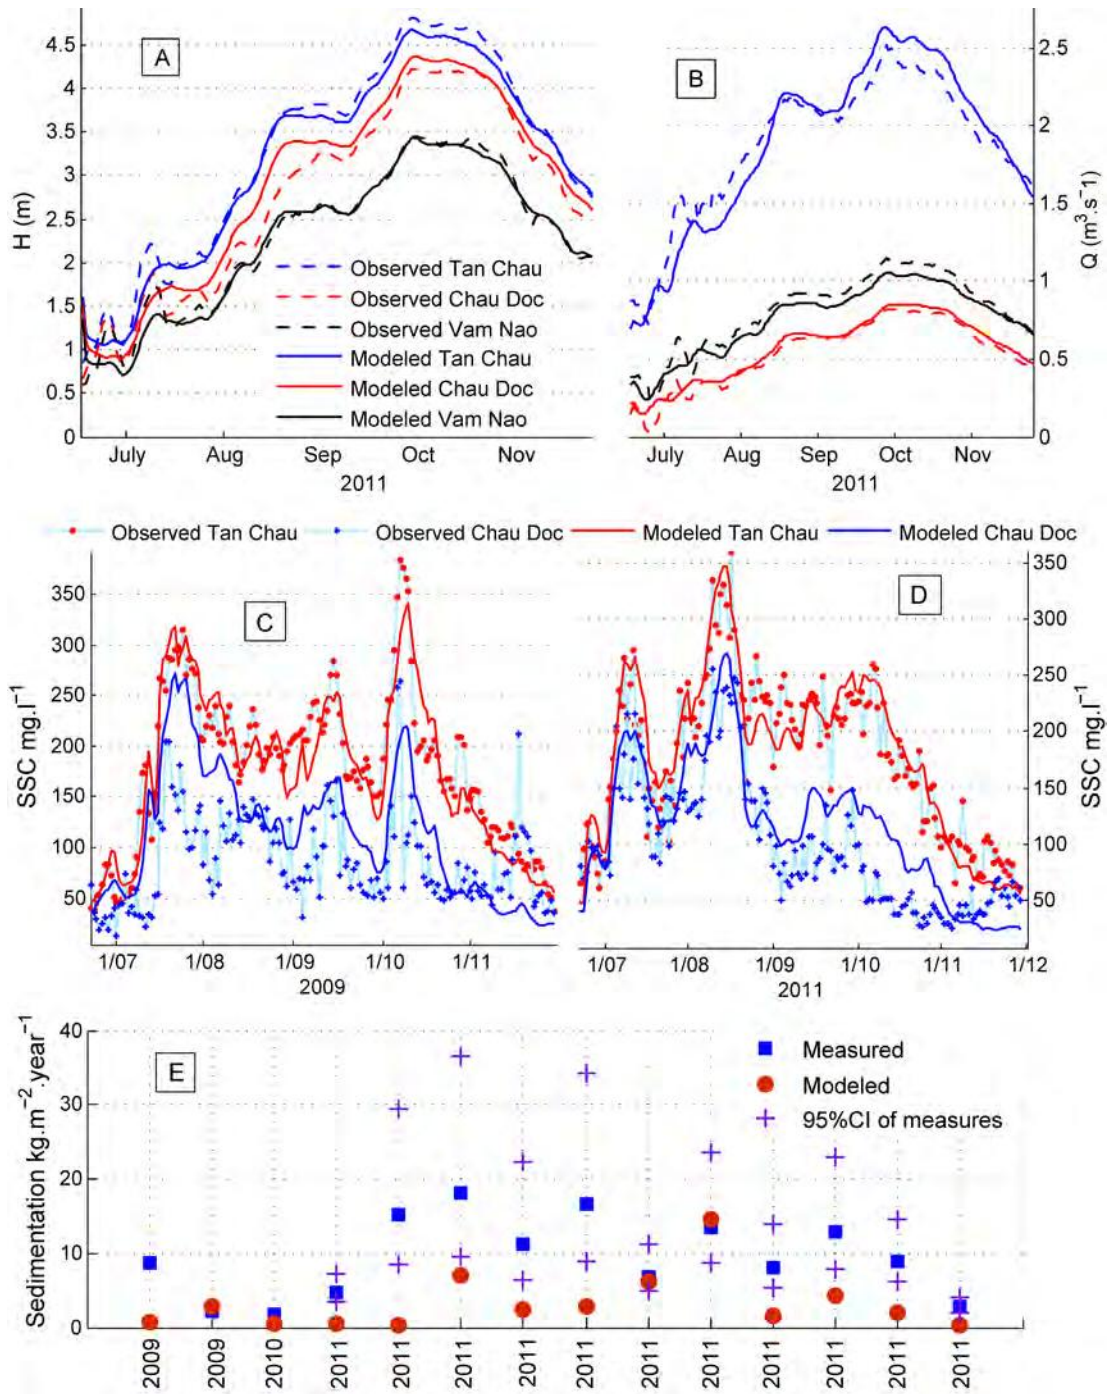 A
H (m)
4.5
4
3.5
3
2.5
2
1.5
1
0.5
0
Observed Tan Chau
Observed Chau Doc
Observed Vam Nao
Modeled Tan Chau
Modeled Chau Doc
Modeled Vam Nao
July Aug Sep Oct Nov
2011
B
2.5
2
1.5
1
0.5
0
Q (m³.s⁻1)
July Aug Sep Oct Nov
2011
Observed Tan Chau Observed Chau Doc Modeled Tan Chau Modeled Chau Doc
C
SSC mg.l⁻¹
350
300
250
200
150
100
50
1/07 1/08 1/09 1/10 1/11
2009
D
350
300
250
200
150
100
50
SSC mg.l⁻¹
1/07 1/08 1/09 1/10 1/11 1/12
2011
E
Sedimentation kg.m⁻².year⁻¹
40
30
20
10
0
Measured
Modeled
95%CI of measures
2009 2009 2010 2011 2011 2011 2011 2011 2011 2011 2011 2011 2011 2011